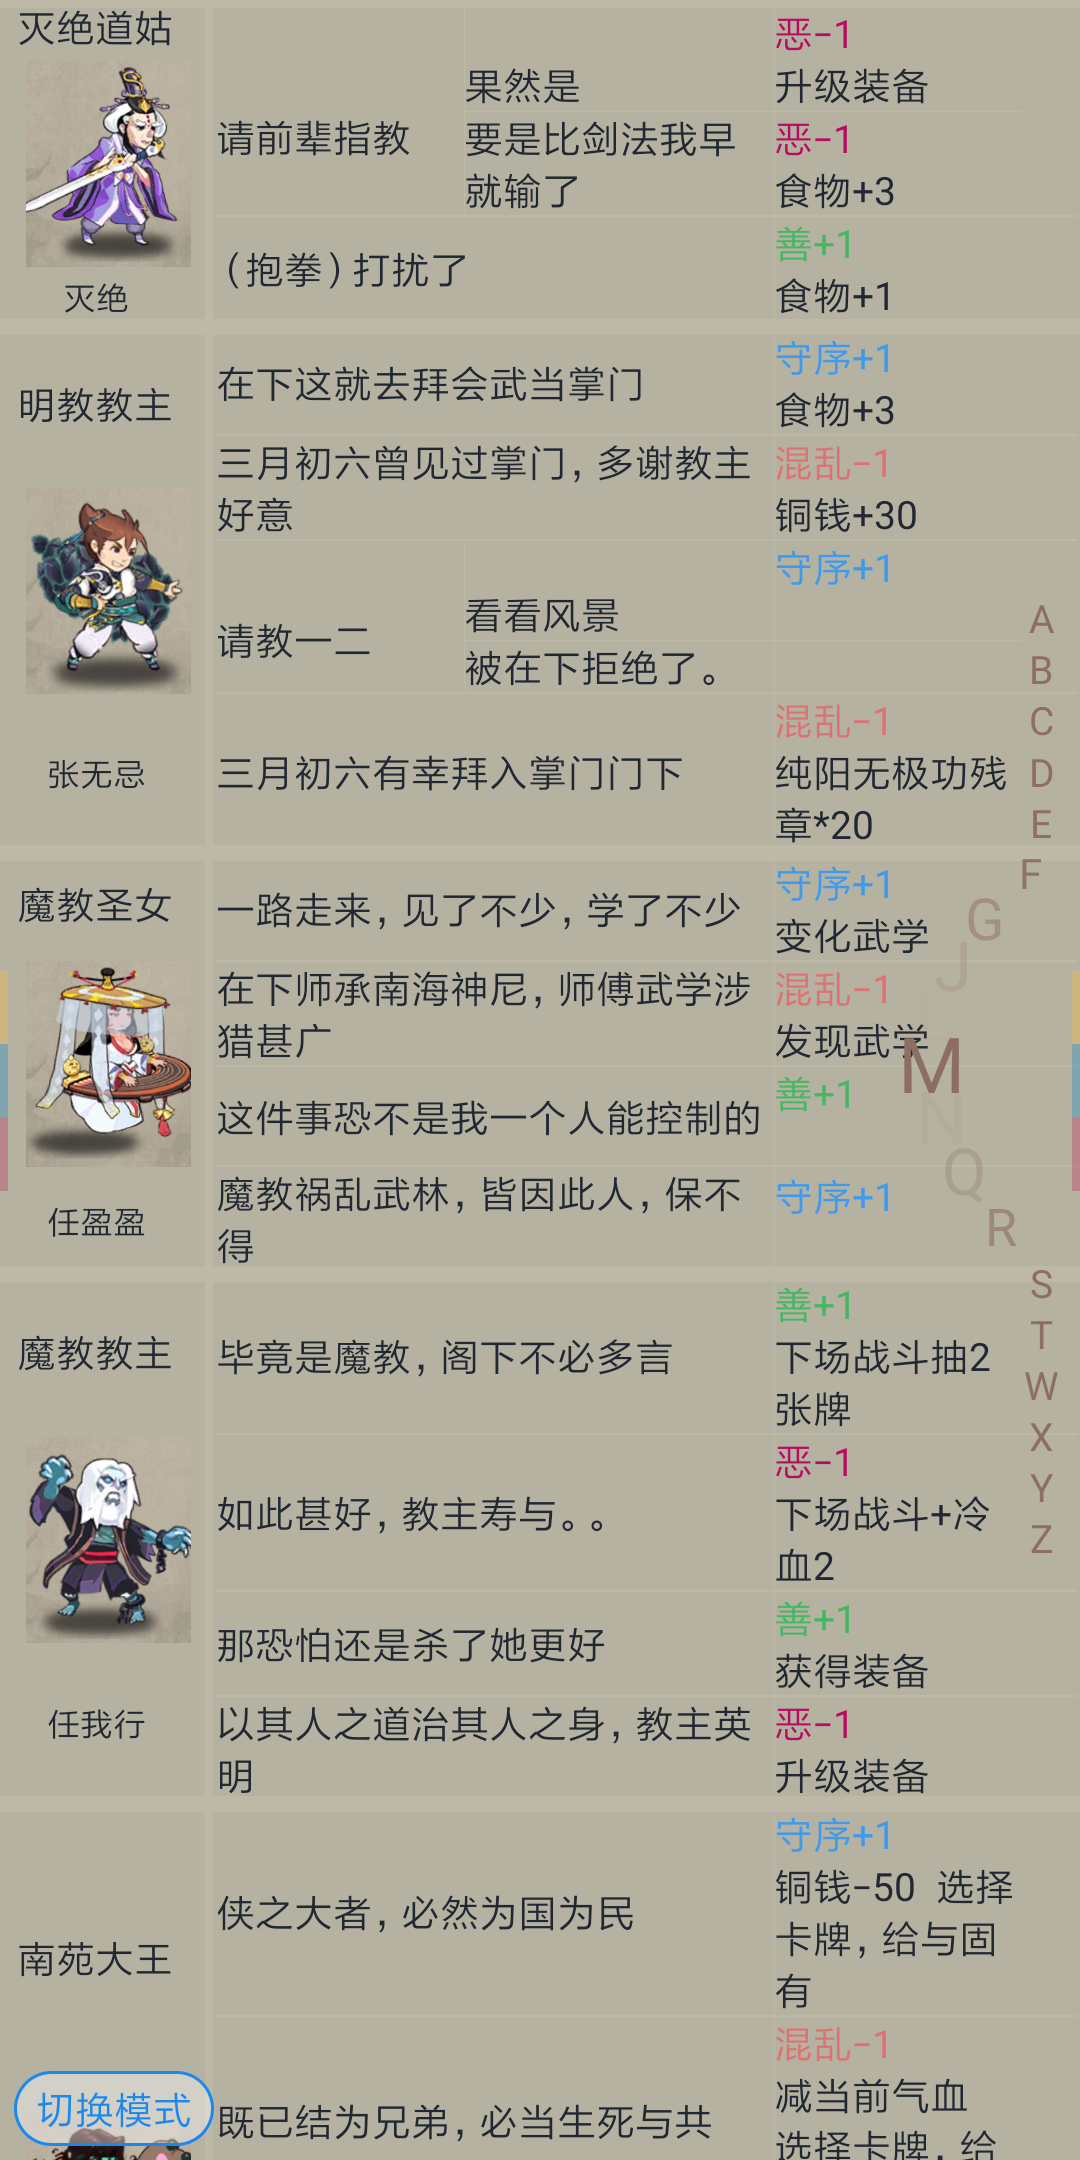 灭绝道姑
灭绝
请前辈指教
果然是
恶-1
升级装备
要是比剑法我早
就输了
恶-1
食物+3
（抱拳）打扰了
善+1
食物+1
明教教主
张无忌
在下这就去拜会武当掌门
守序+1
食物+3
三月初六曾见过掌门，多谢教主
好意
混乱-1
铜钱+30
请教一二
看看风景
守序+1
被在下拒绝了。
三月初六有幸拜入掌门门下
混乱-1
纯阳无极功残
章*20
魔教圣女
任盈盈
一路走来，见了不少，学了不少
守序+1
变化武学
在下师承南海神尼，师傅武学涉
猎甚广
混乱-1
发现武学
这件事恐不是我一个人能控制的
善+1
魔教祸乱武林，皆因此人，保不
得
守序+1
魔教教主
任我行
毕竟是魔教，阁下不必多言
善+1
下场战斗抽2
张牌
如此甚好，教主寿与。。
恶-1
下场战斗+冷
血2
那恐怕还是杀了她更好
善+1
获得装备
以其人之道治其人之身，教主英
明
恶-1
升级装备
南苑大王
侠之大者，必然为国为民
守序+1
铜钱-50 选择
卡牌，给与固
有
既已结为兄弟，必当生死与共
混乱-1
减当前气血
选择卡牌，给
切换模式
A
B
C
D
E
F
G
J
M
N
Q
R
S
T
W
X
Y
Z